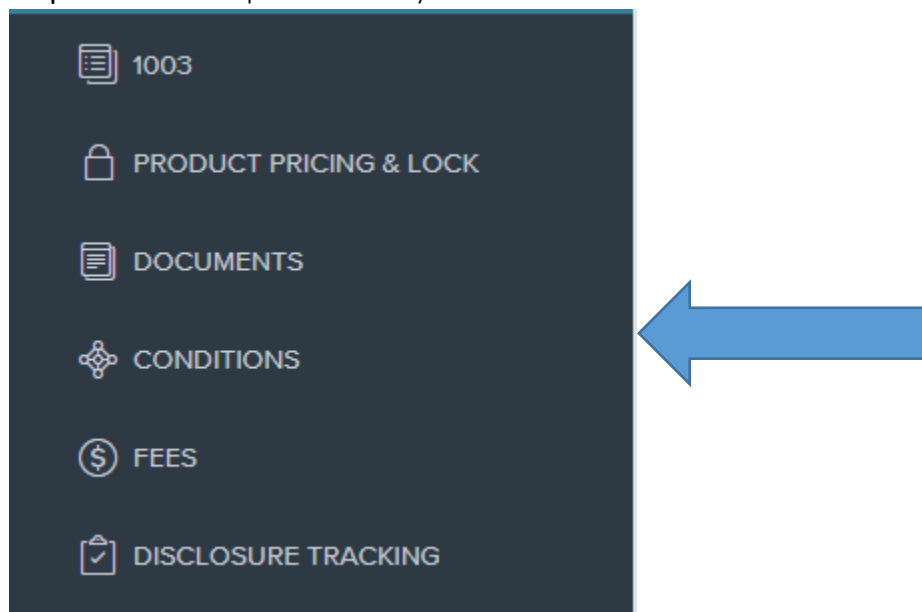 1003
PRODUCT PRICING & LOCK
DOCUMENTS
CONDITIONS
FEES
DISCLOSURE TRACKING